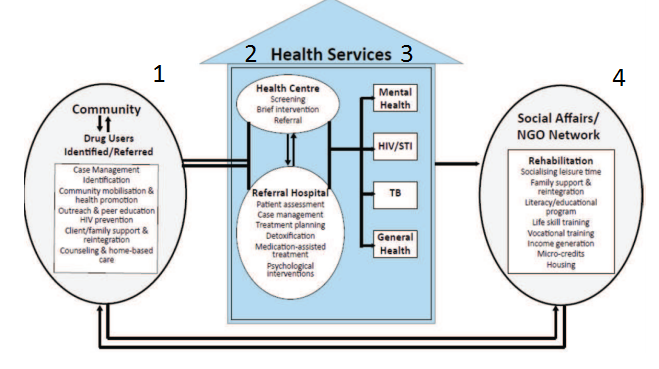 1
Community
Drug Users
Identified/Referred
Case Management
Identification
Community mobilisation &
health promotion
Outreach & peer education
HIV prevention
Client/family support &
reintegration
Counseling & home-based
care
2 Health Services 3
Health Centre
Screening
Brief intervention
Referral
Referral Hospital
Patient assessment
Case management
Treatment planning
Detoxification
Medication-assisted
treatment
Psychological
interventions
Mental
Health
HIV/STI
TB
General
Health
4
Social Affairs/
NGO Network
Rehabilitation
Socialising leisure time
Family support &
reintegration
Literacy/educational
program
Life skill training
Vocational training
Income generation
Micro-credits
Housing